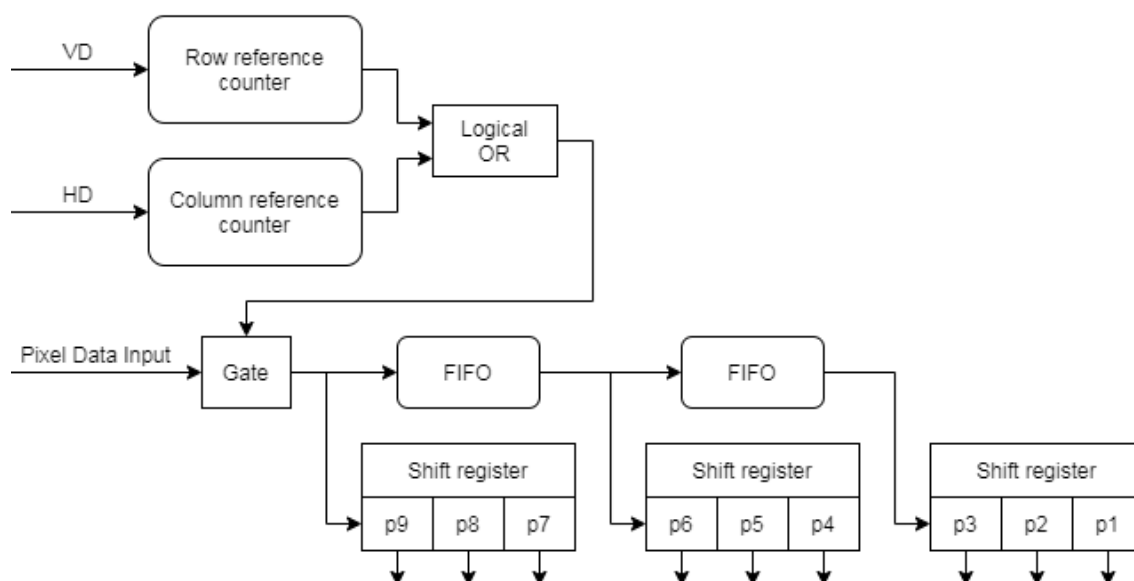 VD
Row reference
counter
Logical
OR
HD
Column reference
counter
Pixel Data Input
Gate
FIFO
FIFO
Shift register
Shift register
Shift register
p9 p8 p7
p6 p5 p4
p3 p2 p1